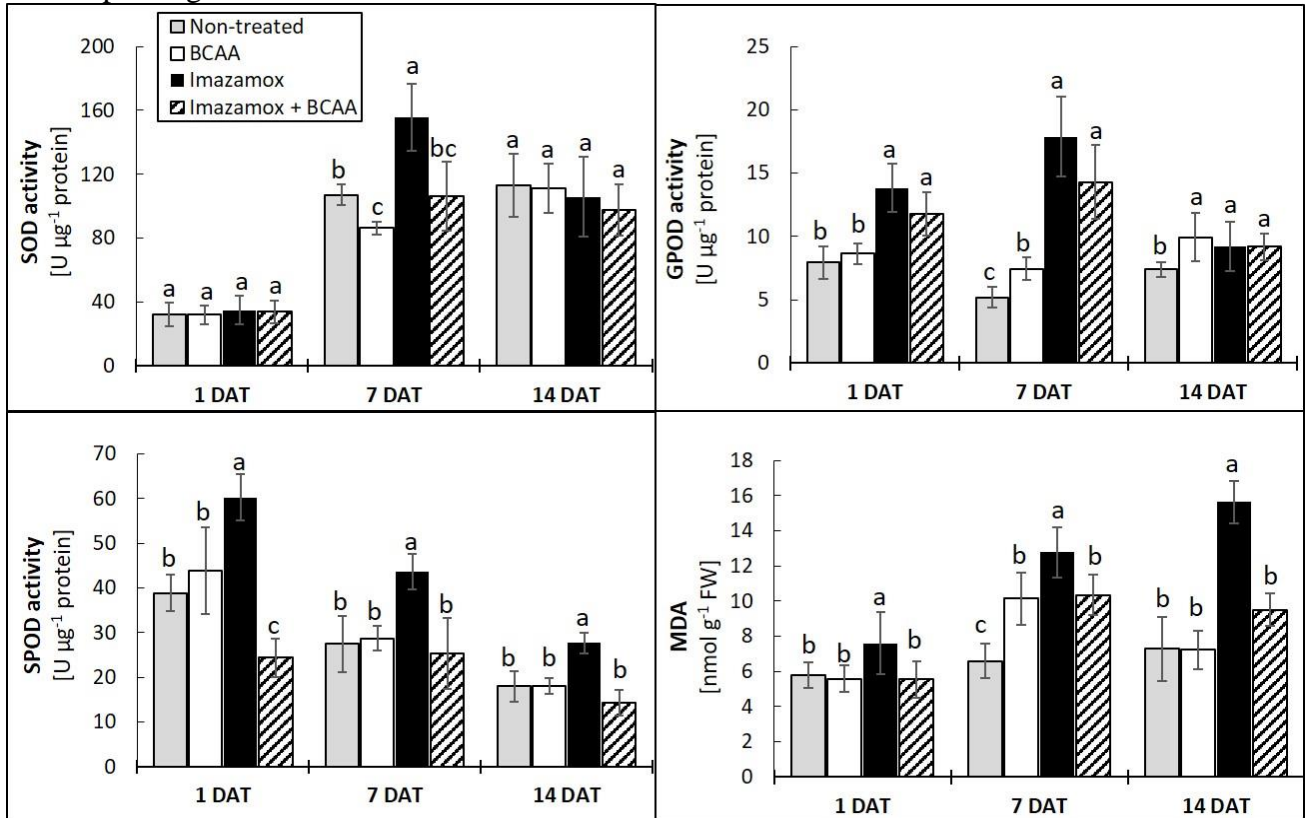 Non-treated
BCAA
Imazamox
Imazamox + BCAA
SOD activity
[U µg⁻¹ protein]
200
160
120
80
40
0
a a a a
b c a bc
a a a a
1 DAT 7 DAT 14 DAT
GPOD activity
[U µg⁻¹ protein]
25
20
15
10
5
0
b b a a
c b a a
b a a a
1 DAT 7 DAT 14 DAT
SPOD activity
[U µg⁻¹ protein]
70
60
50
40
30
20
10
0
b b a c
b b a b
b b a b
1 DAT 7 DAT 14 DAT
MDA
[nmol g⁻¹ FW]
18
16
14
12
10
8
6
4
2
0
b b a b
c b a b
b b a b
1 DAT 7 DAT 14 DAT